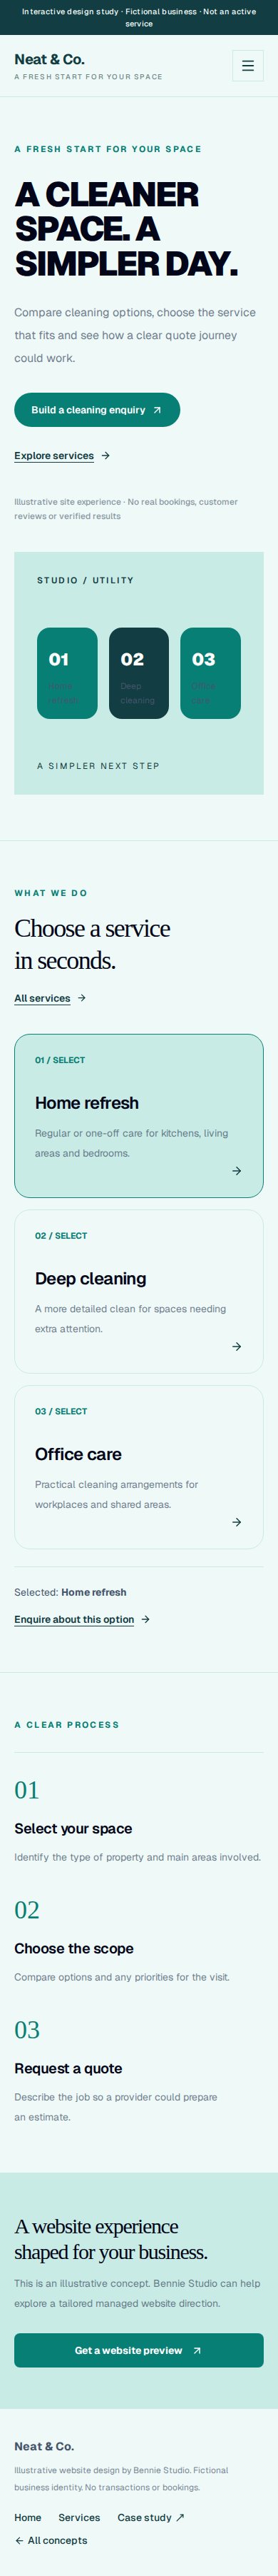 Interactive design study · Fictional business · Not an active
service
Neat & Co.
A FRESH START FOR YOUR SPACE
A FRESH START FOR YOUR SPACE
A CLEANER
SPACE. A
SIMPLER DAY.
Compare cleaning options, choose the service
that fits and see how a clear quote journey
could work.
Build a cleaning enquiry ↗
Explore services →
Illustrative site experience · No real bookings, customer
reviews or verified results
STUDIO / UTILITY
01 02 03
Home Deep Office
refresh cleaning care
A SIMPLER NEXT STEP
WHAT WE DO
Choose a service
in seconds.
All services →
01 / SELECT
Home refresh
Regular or one-off care for kitchens, living
areas and bedrooms.
→
02 / SELECT
Deep cleaning
A more detailed clean for spaces needing
extra attention.
→
03 / SELECT
Office care
Practical cleaning arrangements for
workplaces and shared areas.
→
Selected: Home refresh
Enquire about this option →
A CLEAR PROCESS
01
Select your space
Identify the type of property and main areas involved.
02
Choose the scope
Compare options and any priorities for the visit.
03
Request a quote
Describe the job so a provider could prepare
an estimate.
A website experience
shaped for your business.
This is an illustrative concept. Bennie Studio can help
explore a tailored managed website direction.
Get a website preview ↗
Neat & Co.
Illustrative website design by Bennie Studio. Fictional
business identity. No transactions or bookings.
Home Services Case study ↗
← All concepts